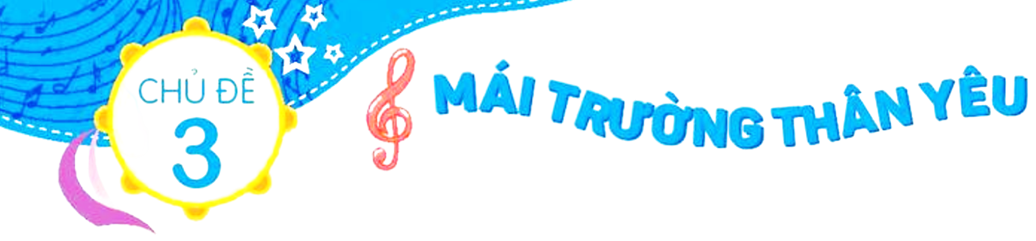 CHỦ ĐỀ
3
MÁI TRƯỜNG THÂN YÊU